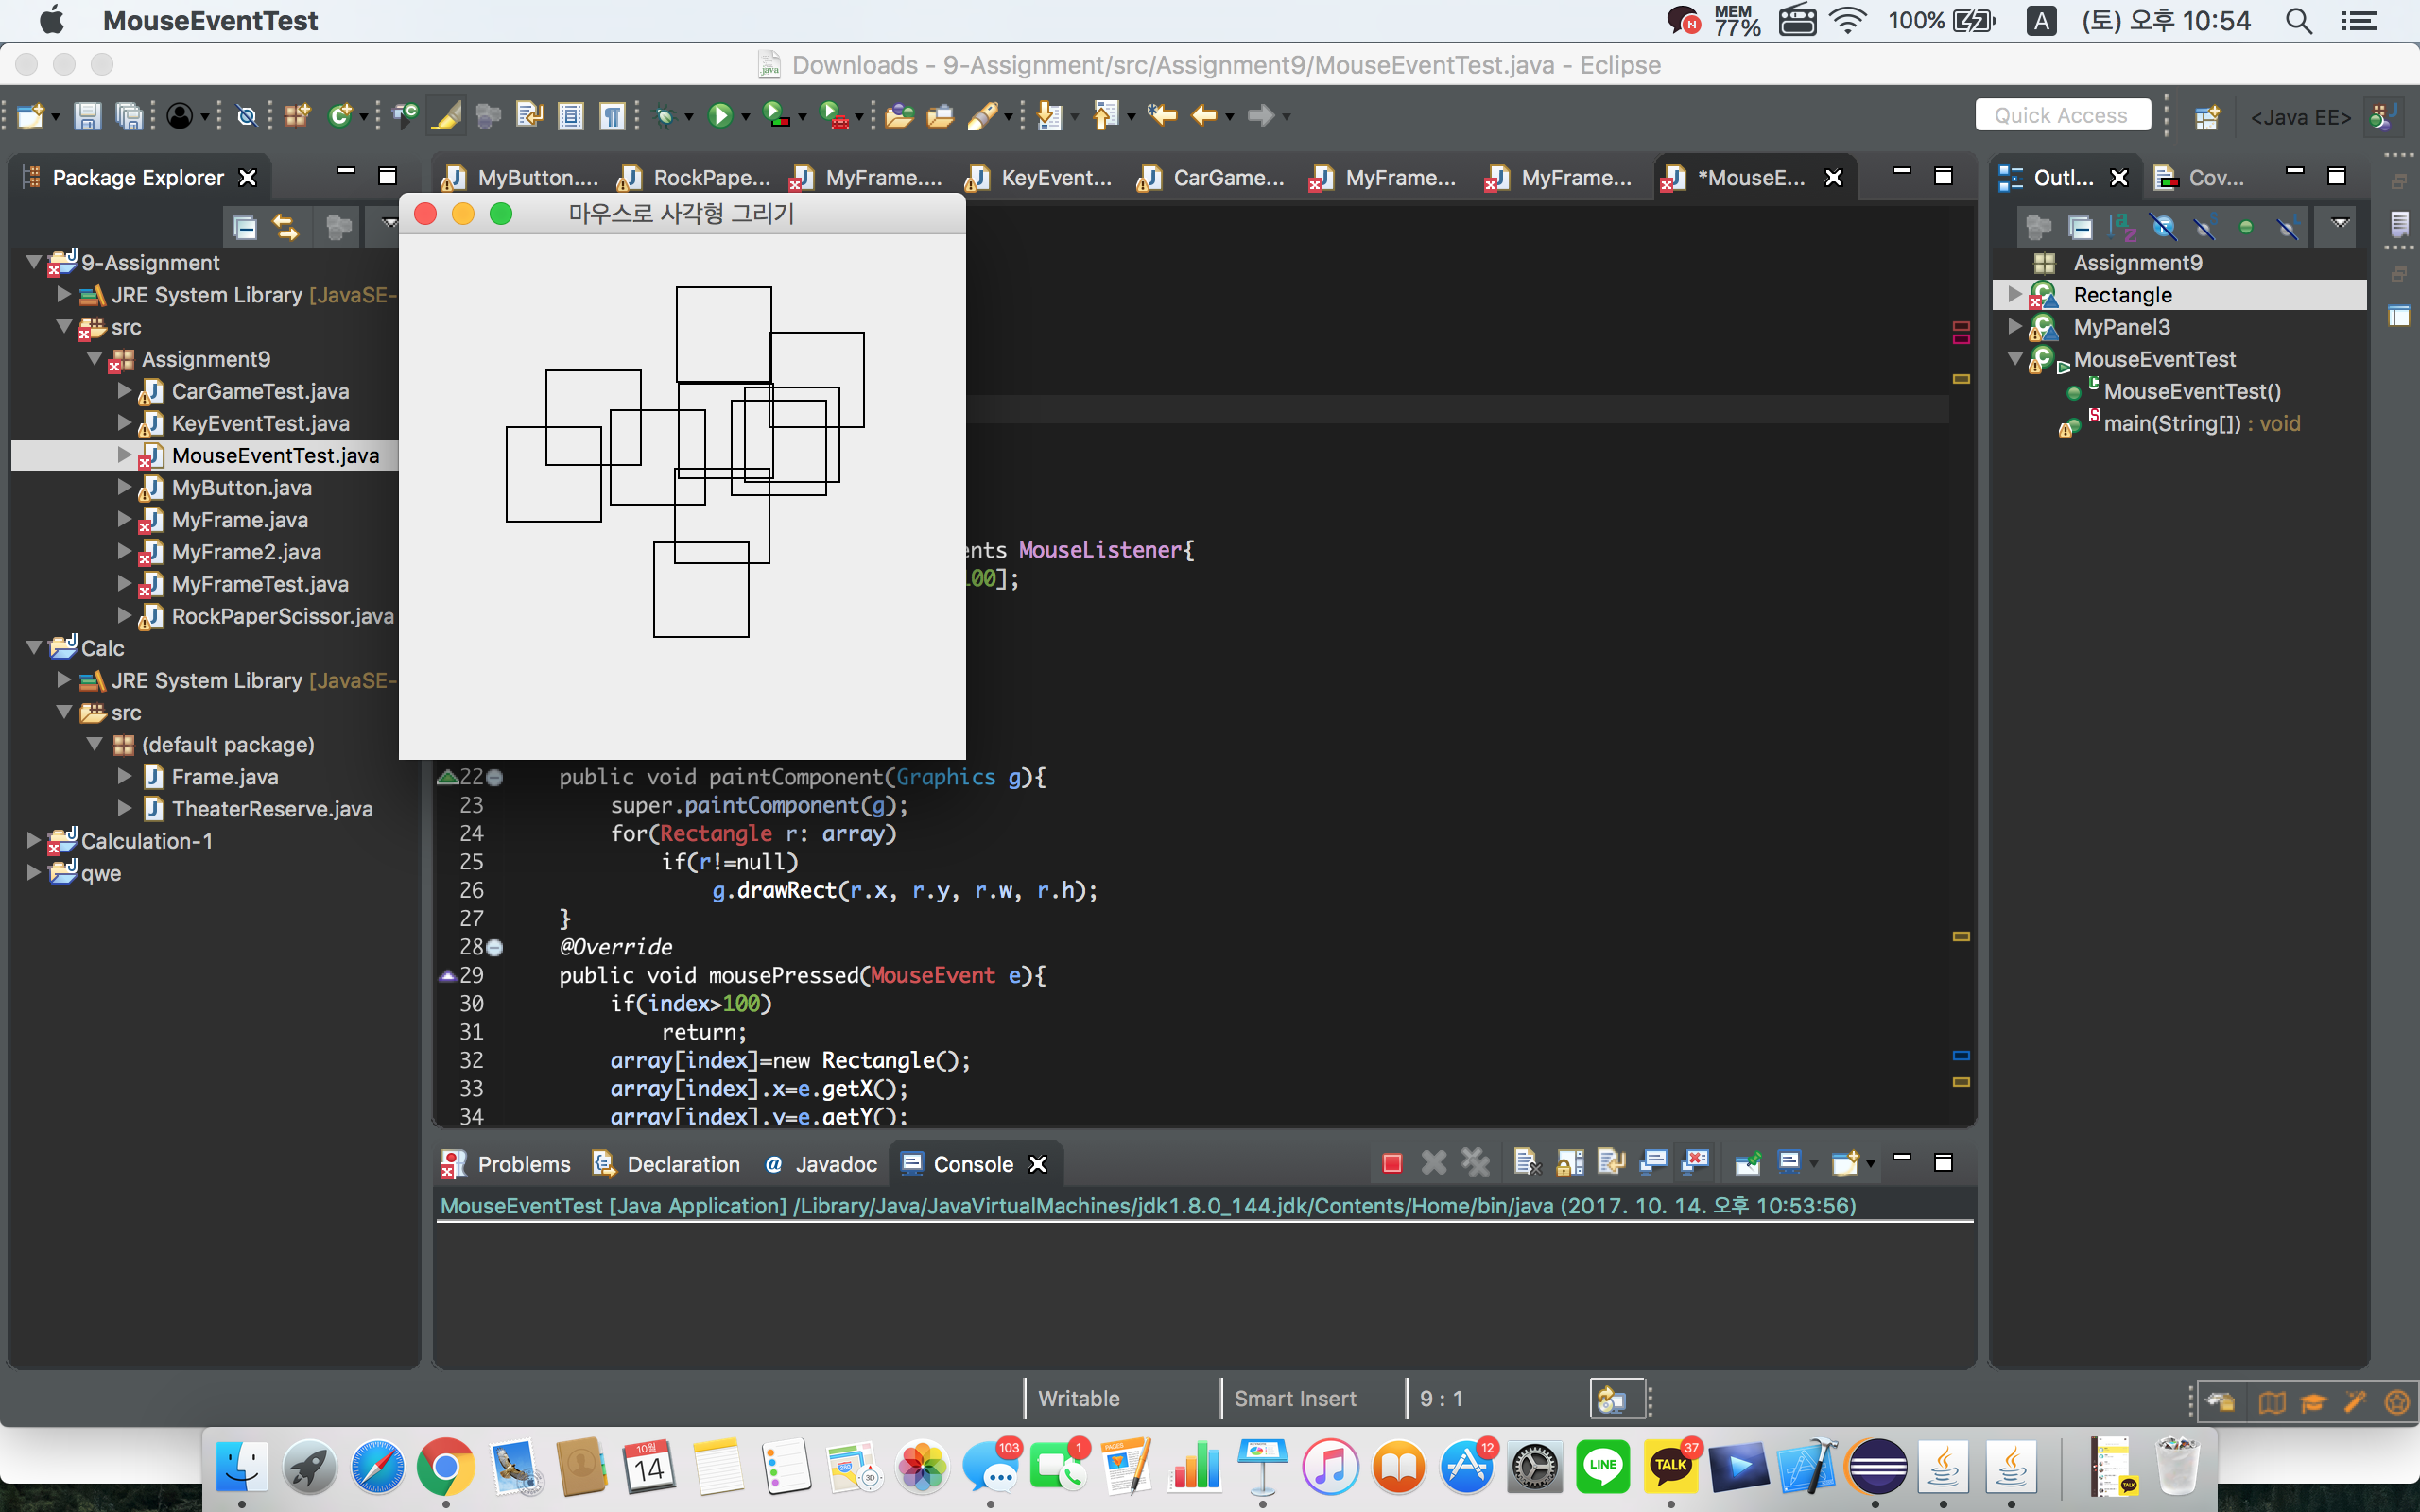 MouseEventTest
MEM
77%
100%
A
(토) 오후 10:54
Downloads - 9-Assignment/src/Assignment9/MouseEventTest.java - Eclipse
Quick Access
<Java EE>
Package Explorer
MyButton....
RockPape...
MyFrame....
KeyEvent...
CarGame...
MyFrame...
MyFrame...
*MouseE...
Outl...
Cov...
마우스로 사각형 그리기
9-Assignment
JRE System Library [JavaSE-
src
Assignment9
CarGameTest.java
KeyEventTest.java
MouseEventTest.java
MyButton.java
MyFrame.java
MyFrame2.java
MyFrameTest.java
RockPaperScissor.java
Calc
JRE System Library [JavaSE-
src
(default package)
Frame.java
TheaterReserve.java
Calculation-1
qwe
Assignment9
Rectangle
MyPanel3
MouseEventTest
MouseEventTest()
main(String[]) : void
ents MouseListener{
100];
22 public void paintComponent(Graphics g){
23 super.paintComponent(g);
24 for(Rectangle r: array)
25 if(r!=null)
26 g.drawRect(r.x, r.y, r.w, r.h);
27 }
28 @Override
29 public void mousePressed(MouseEvent e){
30 if(index>100)
31 return;
32 array[index]=new Rectangle();
33 array[index].x=e.getX();
34 array[index].y=e.getY();
Problems
Declaration
@ Javadoc
Console
MouseEventTest [Java Application] /Library/Java/JavaVirtualMachines/jdk1.8.0_144.jdk/Contents/Home/bin/java (2017. 10. 14. 오후 10:53:56)
Writable
Smart Insert
9 : 1
10월
14
103
1
PAGES
12
LINE
TALK
37